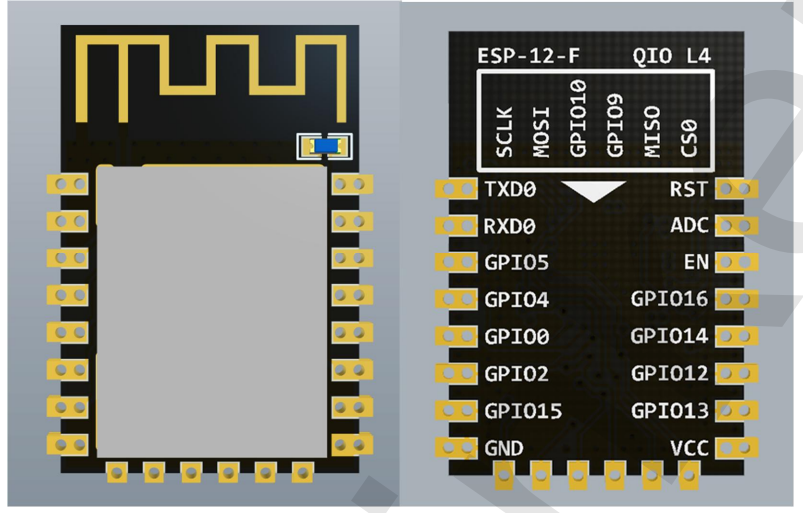 ESP-12-F QIO L4
SCLK
MOSI
GPIO10
GPIO9
MISO
CS0
TXD0 RST
RXD0 ADC
GPIO5 EN
GPIO4 GPIO16
GPIO0 GPIO14
GPIO2 GPIO12
GPIO15 GPIO13
GND VCC